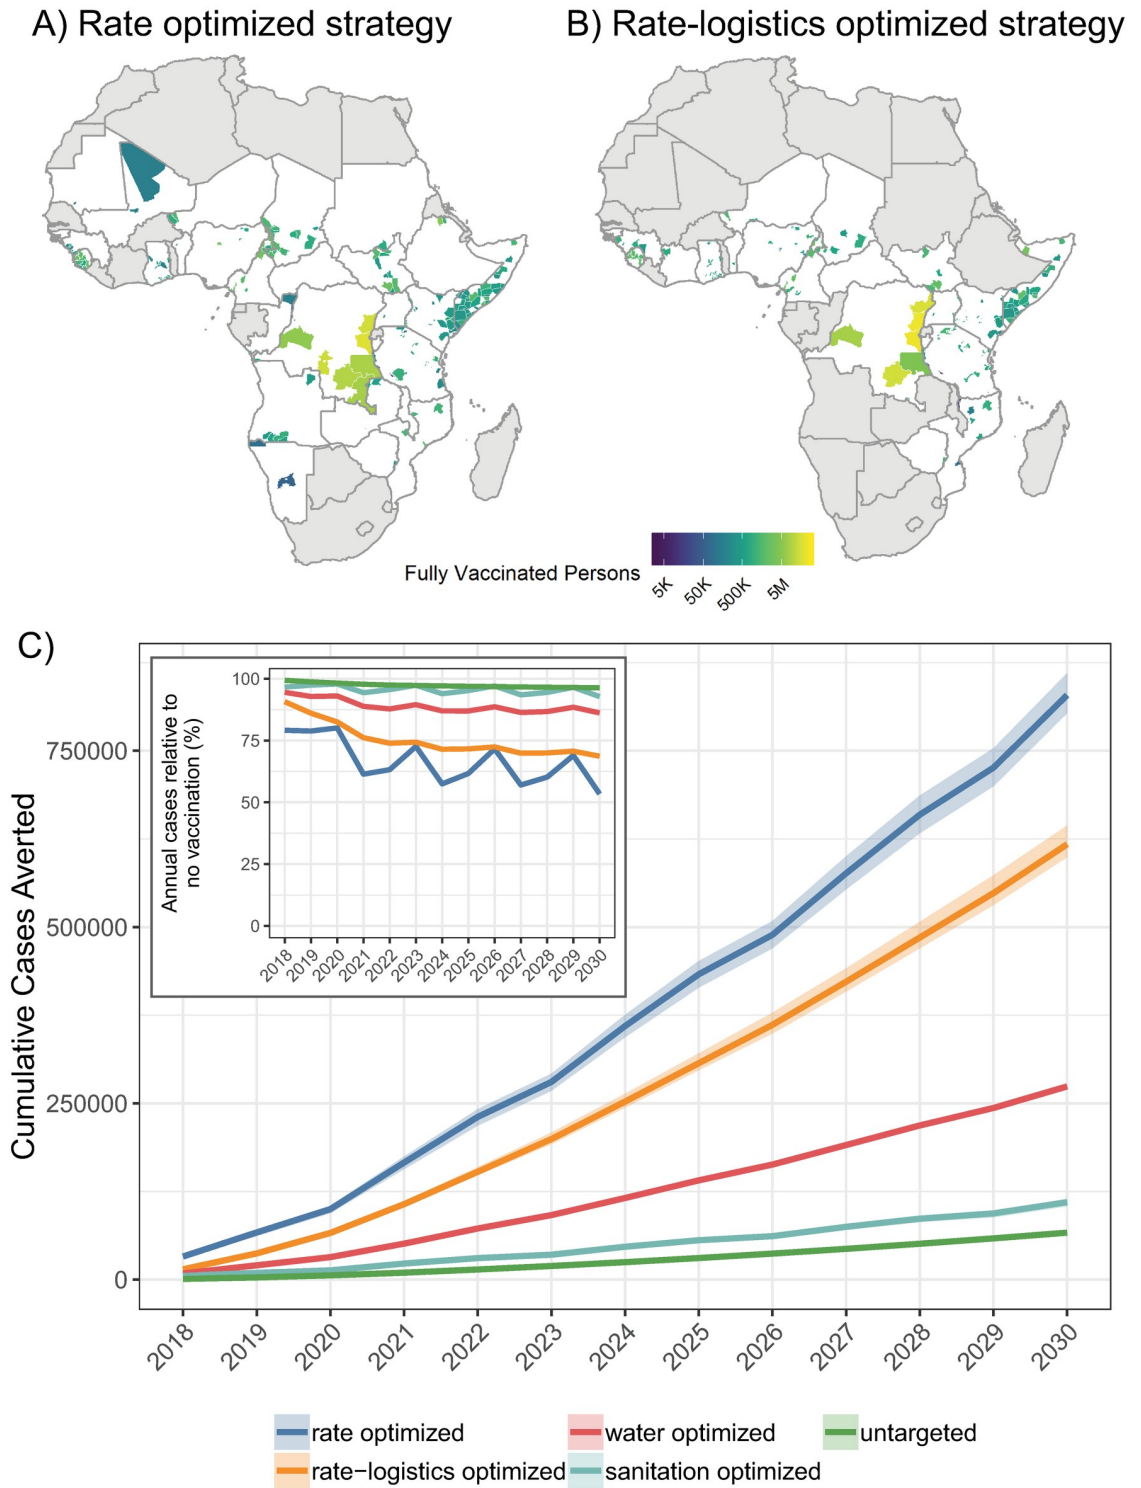 A) Rate optimized strategy
B) Rate-logistics optimized strategy
Fully Vaccinated Persons
5K
50K
500K
5M
C)
Annual cases relative to
no vaccination (%)
100
75
50
25
0
2018
2019
2020
2021
2022
2023
2024
2025
2026
2027
2028
2029
2030
Cumulative Cases Averted
750000
500000
250000
0
2018
2019
2020
2021
2022
2023
2024
2025
2026
2027
2028
2029
2030
rate optimized
water optimized
untargeted
rate−logistics optimized
sanitation optimized